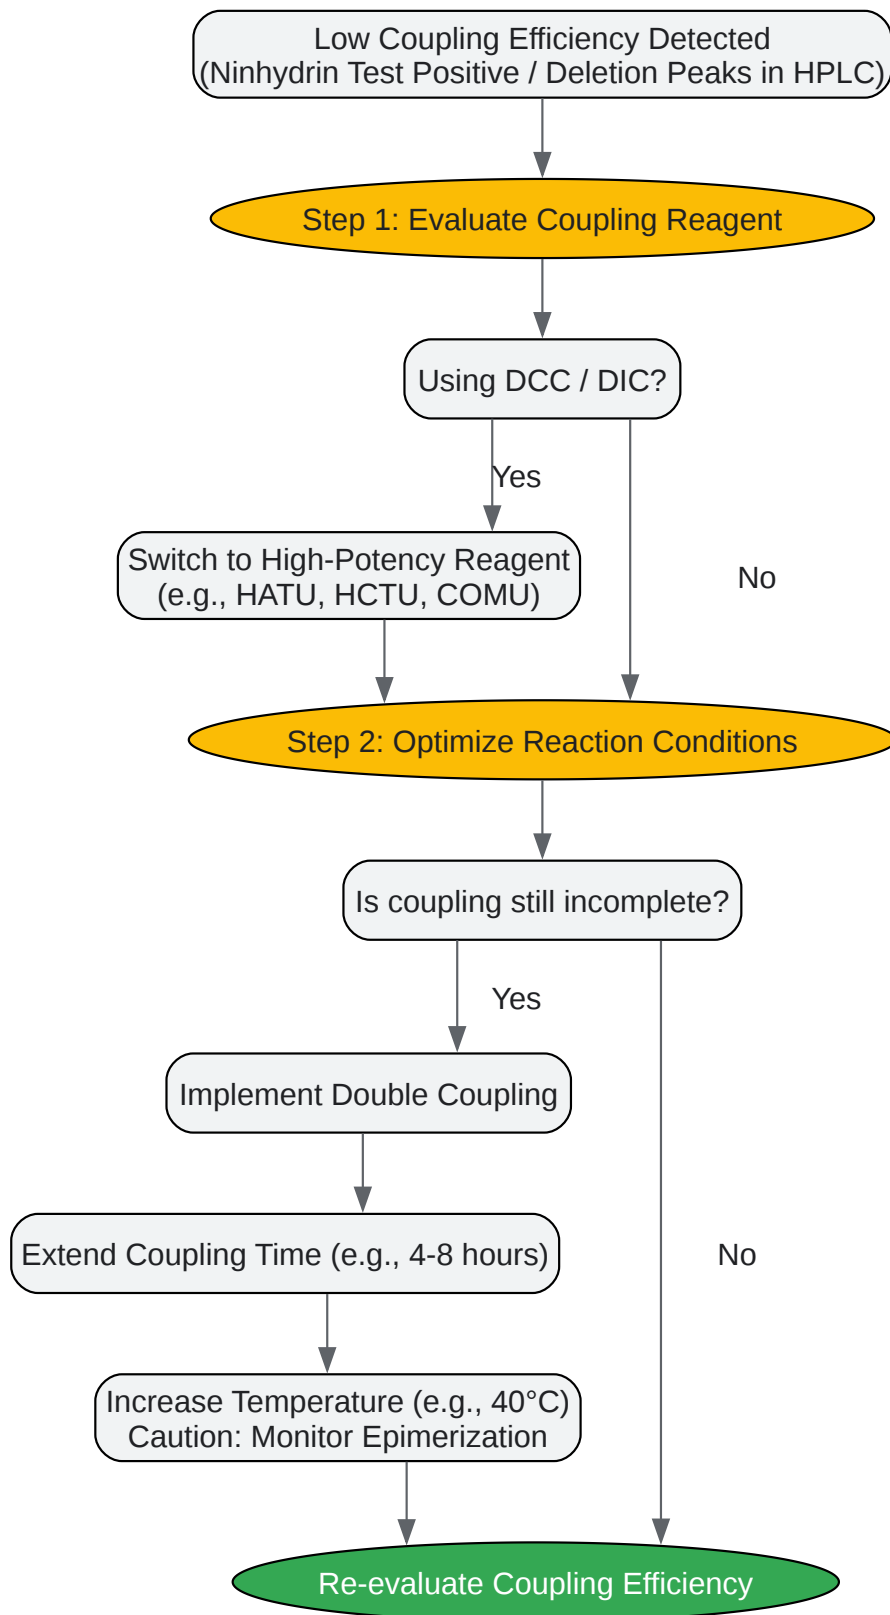 Low Coupling Efficiency Detected
(Ninhydrin Test Positive / Deletion Peaks in HPLC)
Step 1: Evaluate Coupling Reagent
Using DCC / DIC?
Yes
Switch to High-Potency Reagent
(e.g., HATU, HCTU, COMU)
No
Step 2: Optimize Reaction Conditions
Is coupling still incomplete?
Yes
Implement Double Coupling
Extend Coupling Time (e.g., 4-8 hours)
No
Increase Temperature (e.g., 40°C)
Caution: Monitor Epimerization
Re-evaluate Coupling Efficiency